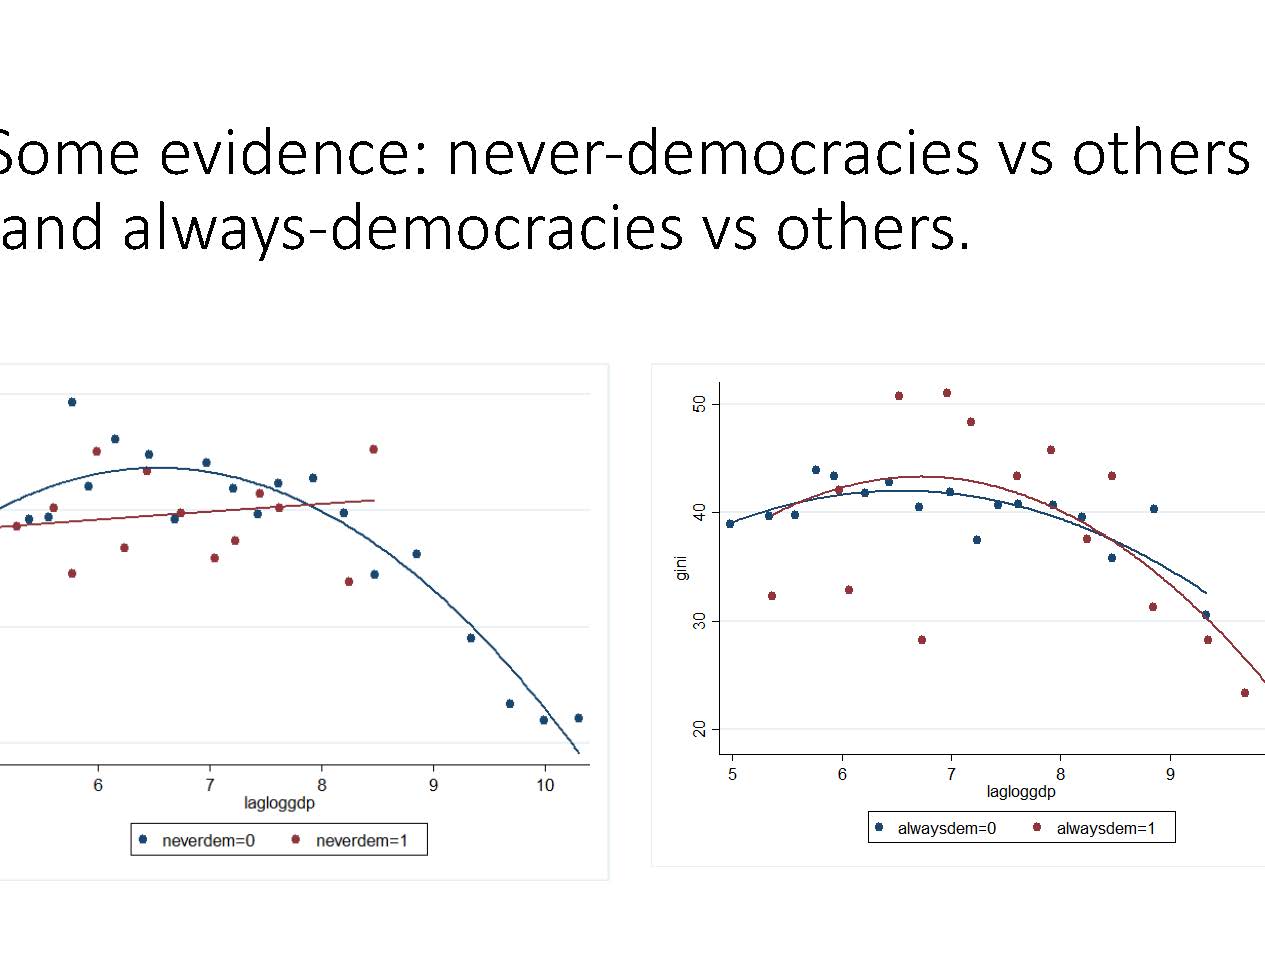 Some evidence: never-democracies vs others
and always-democracies vs others.
6 7 8 9 10
lagloggdp
neverdem=0 neverdem=1
50
40
gini
30
20
5 6 7 8 9
lagloggdp
alwaysdem=0 alwaysdem=1